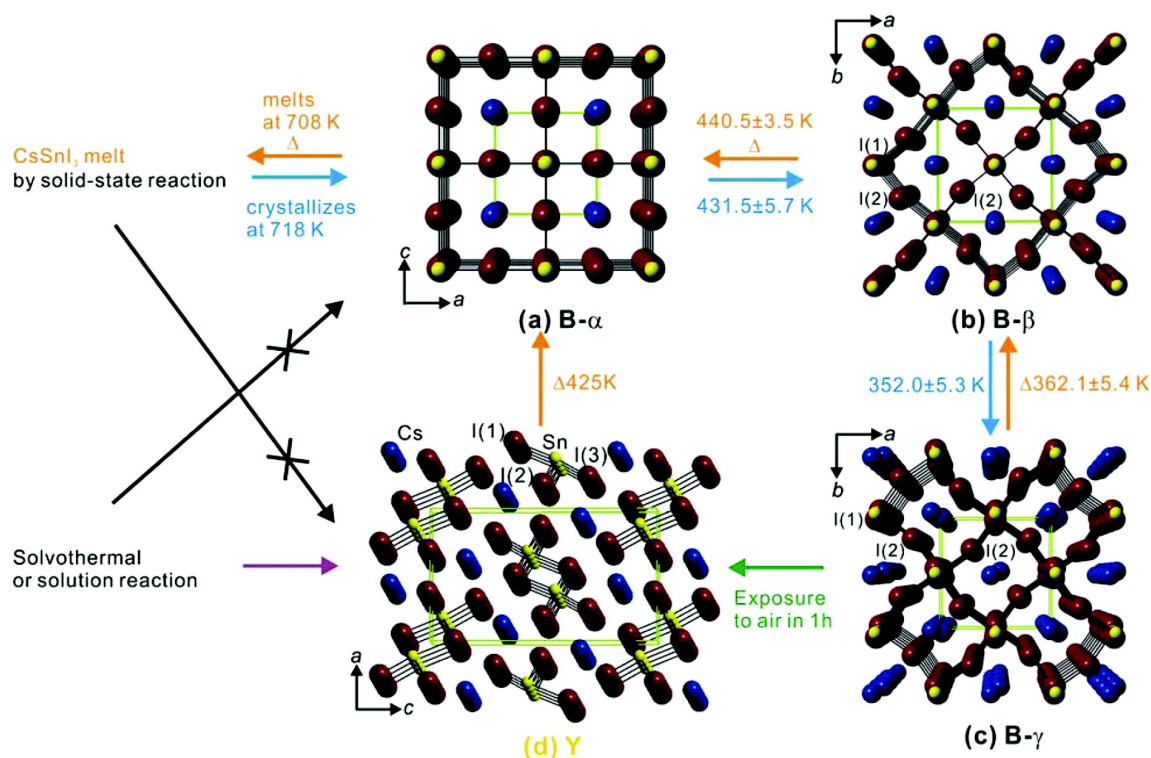 melts
at 708 K
Δ
CsSnI3 melt
by solid-state reaction
crystallizes
at 718 K
c
a
(a) B-α
440.5±3.5 K
Δ
431.5±5.7 K
a
b
I(1)
I(2)
I(2)
(b) B-β
Δ425K
352.0±5.3 K
Δ362.1±5.4 K
Cs
I(1)
Sn
I(3)
I(2)
a
b
I(1)
I(2)
I(2)
Solvothermal
or solution reaction
Exposure
to air in 1h
a
c
(d) Y
(c) B-γ